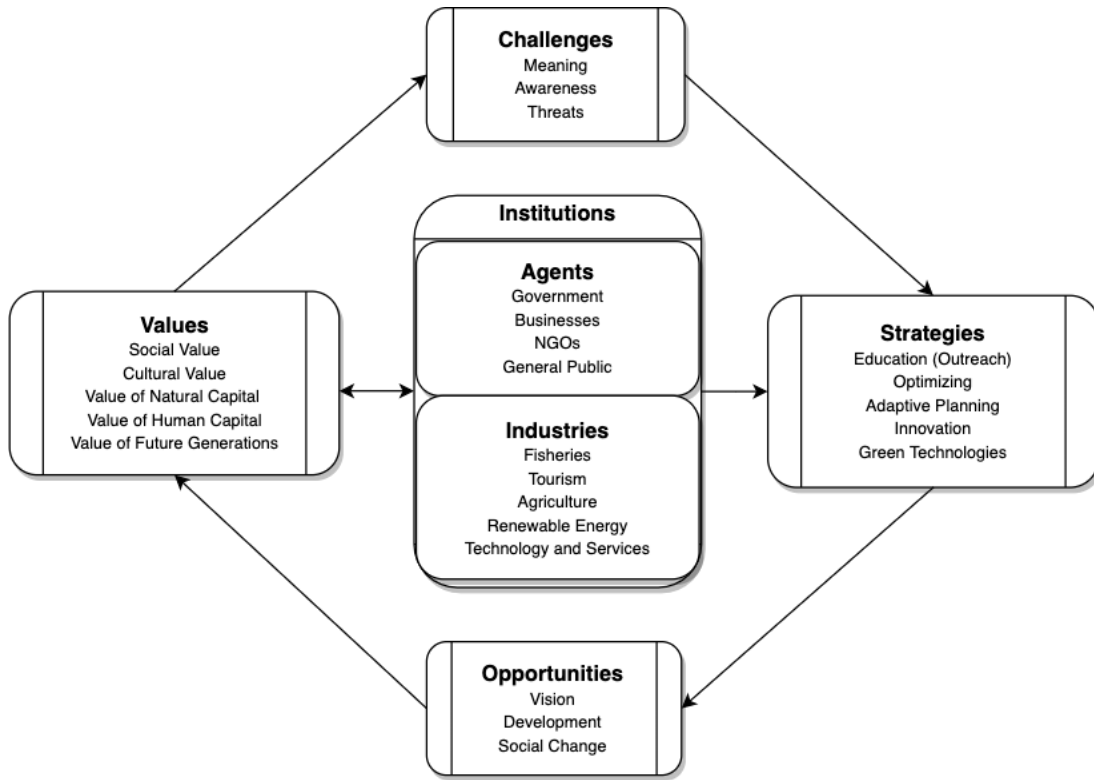 Challenges
Meaning
Awareness
Threats
Institutions
Agents
Government
Businesses
NGOs
General Public
Industries
Fisheries
Tourism
Agriculture
Renewable Energy
Technology and Services
Values
Social Value
Cultural Value
Value of Natural Capital
Value of Human Capital
Value of Future Generations
Strategies
Education (Outreach)
Optimizing
Adaptive Planning
Innovation
Green Technologies
Opportunities
Vision
Development
Social Change